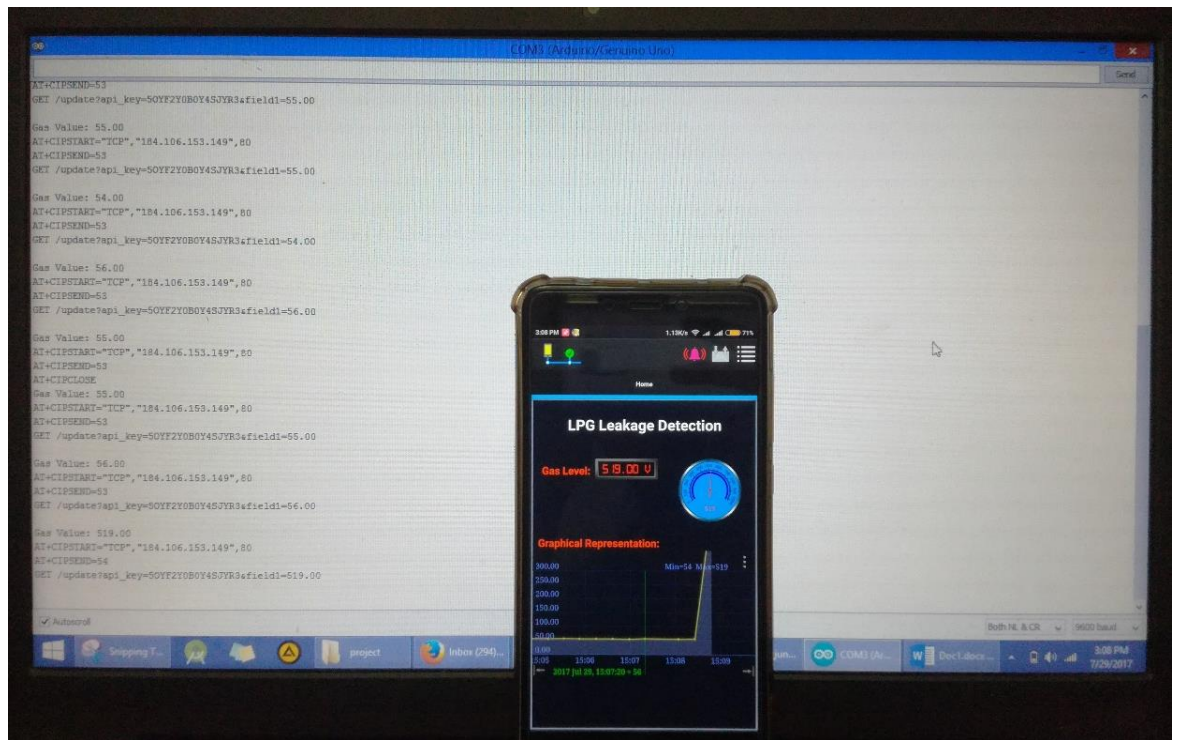 COM3 (Arduino/Genuino Uno)
Send
AT+CIPSEND=53
GET /update?api_key=5OYF2Y0B0Y4SJYR3&field1=55.00
Gas Value: 55.00
AT+CIPSTART="TCP","184.106.153.149",80
AT+CIPSEND=53
GET /update?api_key=5OYF2Y0B0Y4SJYR3&field1=55.00
Gas Value: 54.00
AT+CIPSTART="TCP","184.106.153.149",80
AT+CIPSEND=53
GET /update?api_key=5OYF2Y0B0Y4SJYR3&field1=54.00
Gas Value: 56.00
AT+CIPSTART="TCP","184.106.153.149",80
AT+CIPSEND=53
GET /update?api_key=5OYF2Y0B0Y4SJYR3&field1=56.00
Gas Value: 55.00
AT+CIPSTART="TCP","184.106.153.149",80
AT+CIPSEND=53
AT+CIPCLOSE
Gas Value: 55.00
AT+CIPSTART="TCP","184.106.153.149",80
AT+CIPSEND=53
GET /update?api_key=5OYF2Y0B0Y4SJYR3&field1=55.00
Gas Value: 56.00
AT+CIPSTART="TCP","184.106.153.149",80
AT+CIPSEND=53
GET /update?api_key=5OYF2Y0B0Y4SJYR3&field1=56.00
Gas Value: 519.00
AT+CIPSTART="TCP","184.106.153.149",80
AT+CIPSEND=54
GET /update?api_key=5OYF2Y0B0Y4SJYR3&field1=519.00
Autoscroll
Both NL & CR
9600 baud
Snipping T...
project
Inbox (294)...
jun...
COM3 (Ar...
Doc1.docx ...
3:08 PM
7/29/2017
3:08 PM
1.13K/s
71%
Home
LPG Leakage Detection
Gas Level: 519.00 V
Graphical Representation:
Min=54 Max=519
300.00
250.00
200.00
150.00
100.00
50.00
0.00
5:05 15:06 15:07 15:08 15:09
2017 Jul 29, 15:07:20 = 56